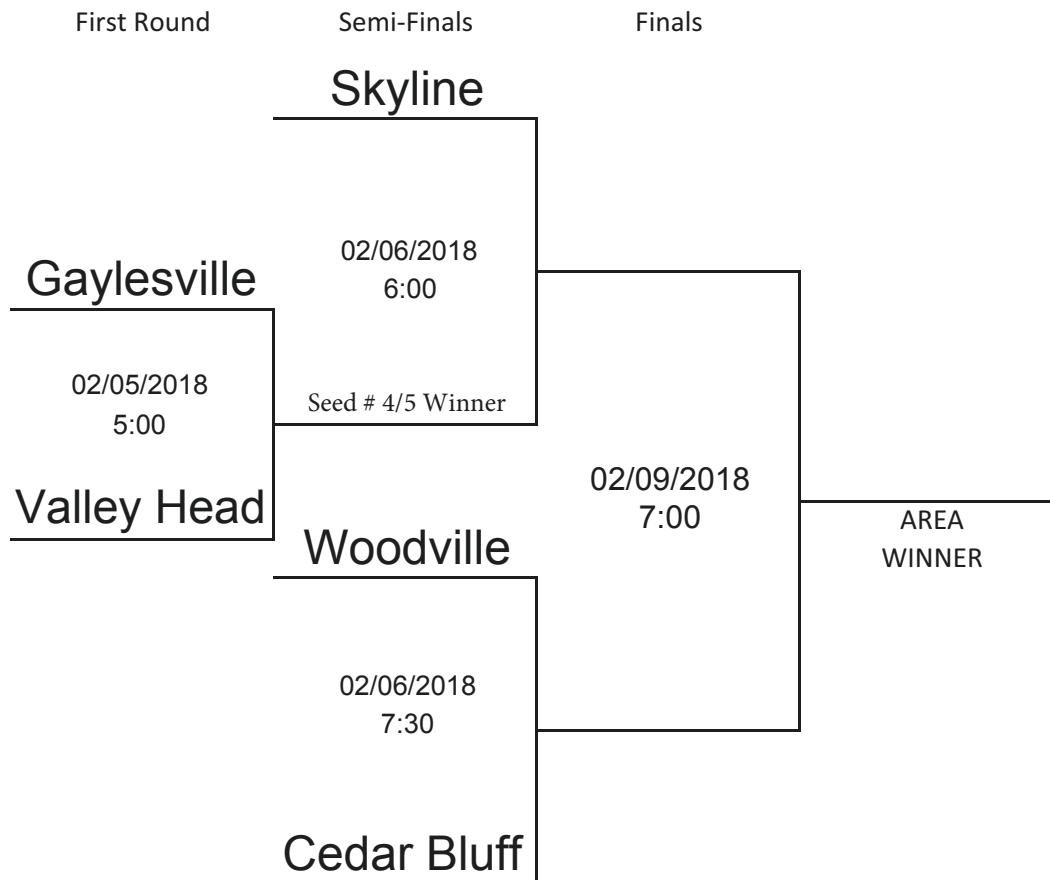 First Round
Semi-Finals
Finals
Skyline
02/06/2018
6:00
Gaylesville
02/05/2018
5:00
Seed # 4/5 Winner
Valley Head
02/09/2018
7:00
AREA
WINNER
Woodville
02/06/2018
7:30
Cedar Bluff